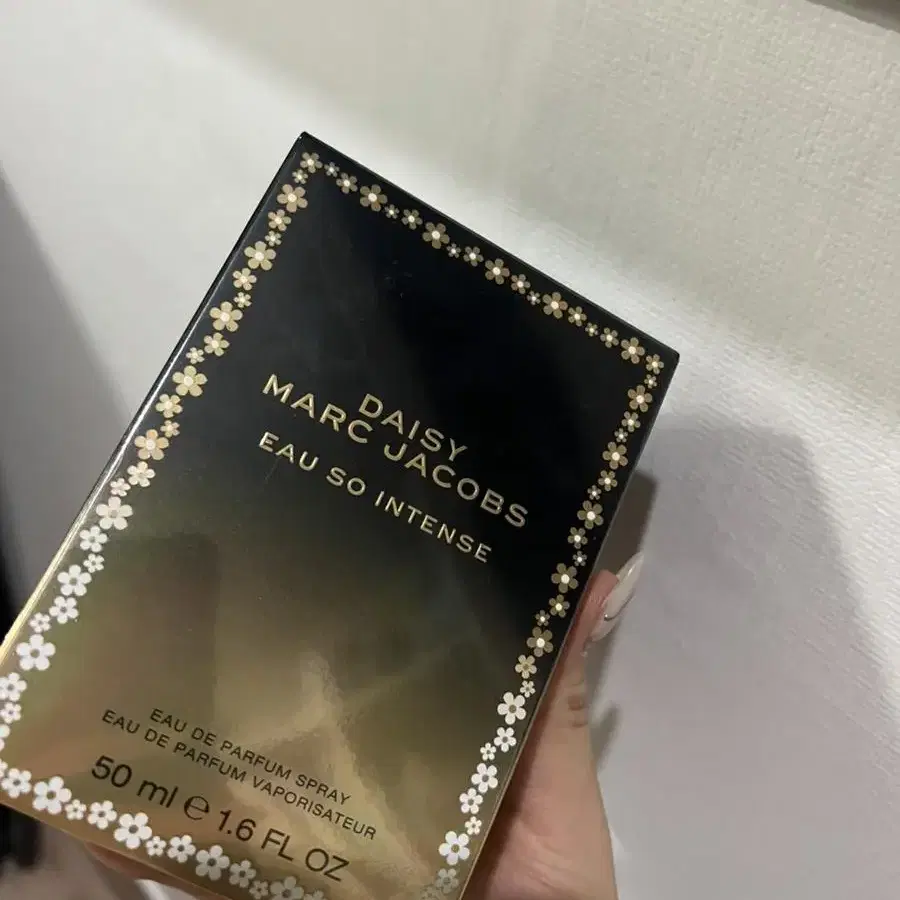 DAISY
MARC JACOBS
EAU SO INTENSE
EAU DE PARFUM SPRAY
EAU DE PARFUM VAPORISATEUR
50 ml ℮ 1.6 FL OZ